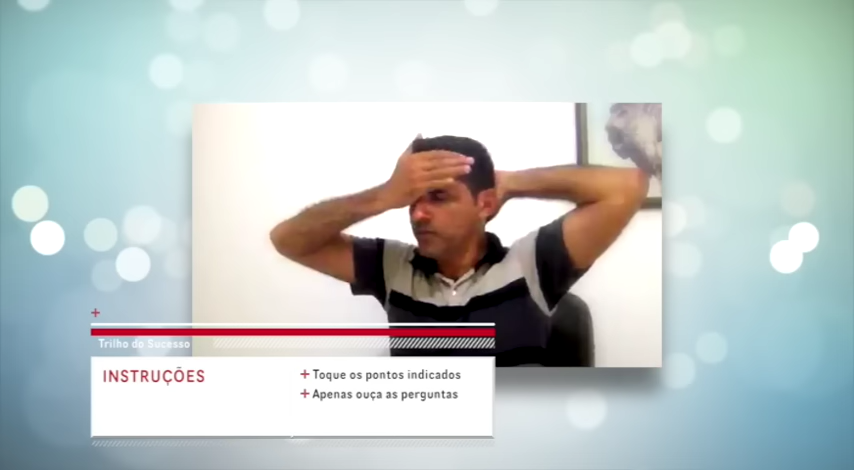 Trilho do Sucesso
INSTRUÇÕES
+ Toque os pontos indicados
+ Apenas ouça as perguntas